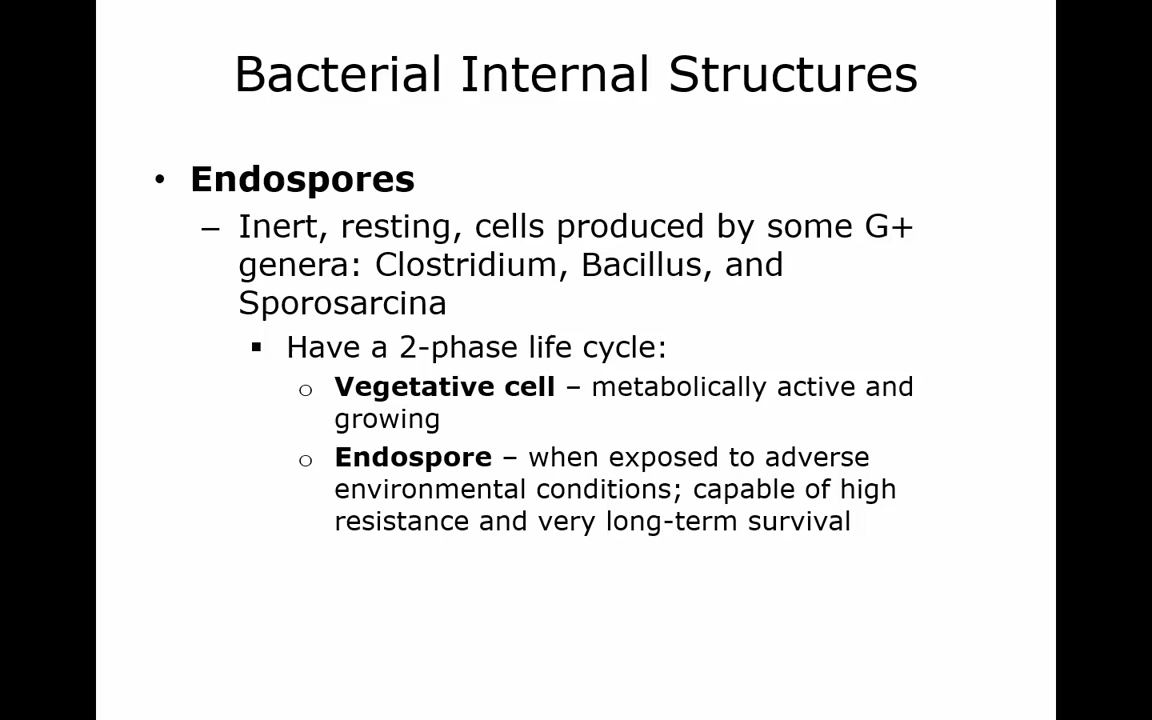 Bacterial Internal Structures
• Endospores
– Inert, resting, cells produced by some G+
genera: Clostridium, Bacillus, and
Sporosarcina
▪ Have a 2-phase life cycle:
o Vegetative cell – metabolically active and
growing
o Endospore – when exposed to adverse
environmental conditions; capable of high
resistance and very long-term survival